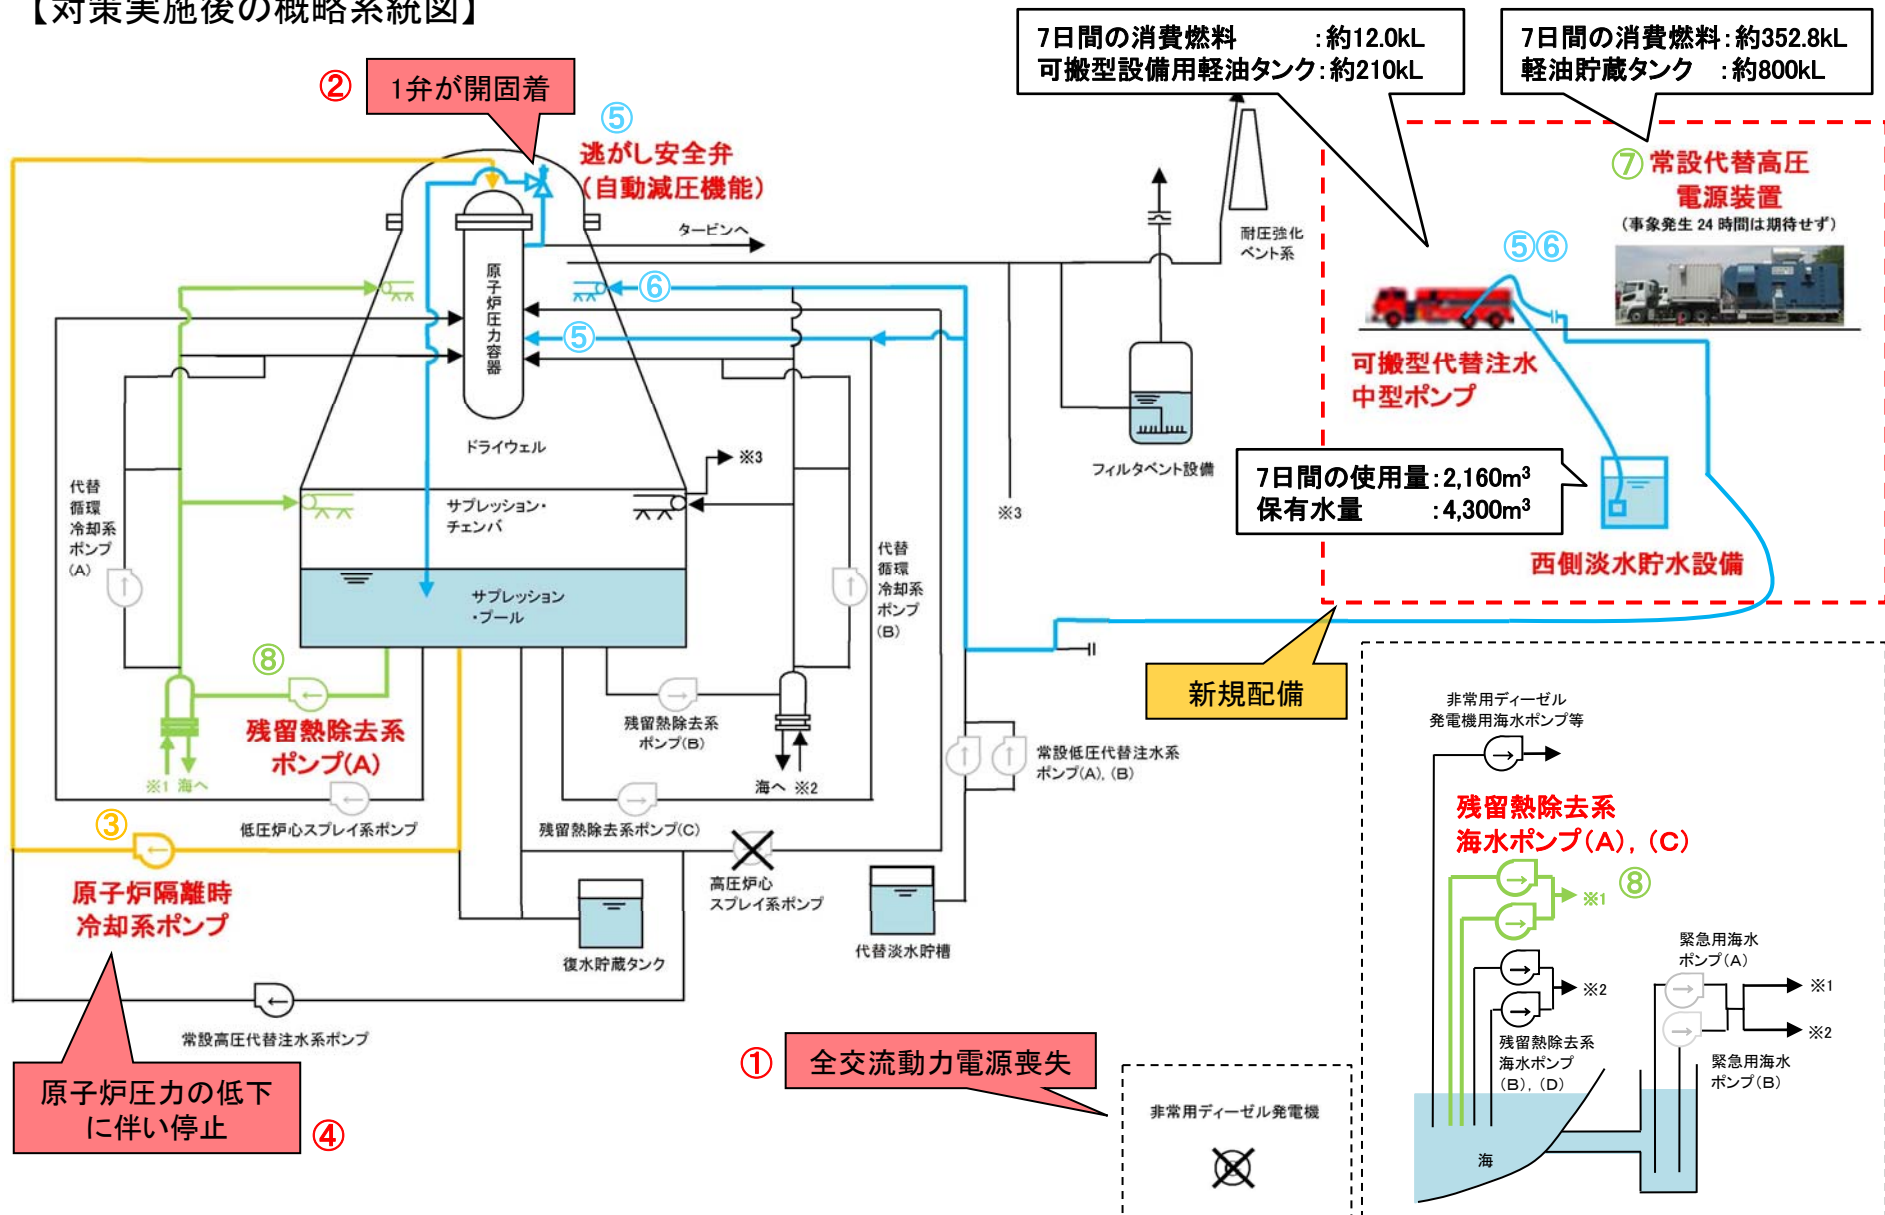 【対策実施後の概略系統図】
7日間の消費燃料　　　：約12.0kL
可搬型設備用軽油タンク：約210kL
7日間の消費燃料：約352.8kL
軽油貯蔵タンク　：約800kL
②
1弁が開固着
⑤
逃がし安全弁
（自動減圧機能）
タービンへ
耐圧強化
ベント系
⑦
常設代替高圧
電源装置
（事象発生 24 時間は期待せず）
⑤⑥
可搬型代替注水
中型ポンプ
原子炉圧力容器
⑥
⑤
ドライウェル
※3
フィルタベント設備
※3
7日間の使用量：2,160m³
保有水量　　　：4,300m³
西側淡水貯水設備
サプレッション・
チェンバ
サプレッション
・プール
代替
循環
冷却系
ポンプ
(A)
代替
循環
冷却系
ポンプ
(B)
新規配備
⑧
残留熱除去系
ポンプ(A)
※1 海へ
残留熱除去系
ポンプ(B)
海へ ※2
常設低圧代替注水系
ポンプ(A)，(B)
低圧炉心スプレイ系ポンプ
残留熱除去系ポンプ(C)
③
原子炉隔離時
冷却系ポンプ
高圧炉心
スプレイ系ポンプ
復水貯蔵タンク
代替淡水貯槽
常設高圧代替注水系ポンプ
原子炉圧力の低下
に伴い停止
④
①
全交流動力電源喪失
非常用ディーゼル発電機
非常用ディーゼル
発電機用海水ポンプ等
残留熱除去系
海水ポンプ(A)，(C)
⑧
※1
※2
残留熱除去系
海水ポンプ
(B)，(D)
緊急用海水
ポンプ(A)
※1
※2
緊急用海水
ポンプ(B)
海